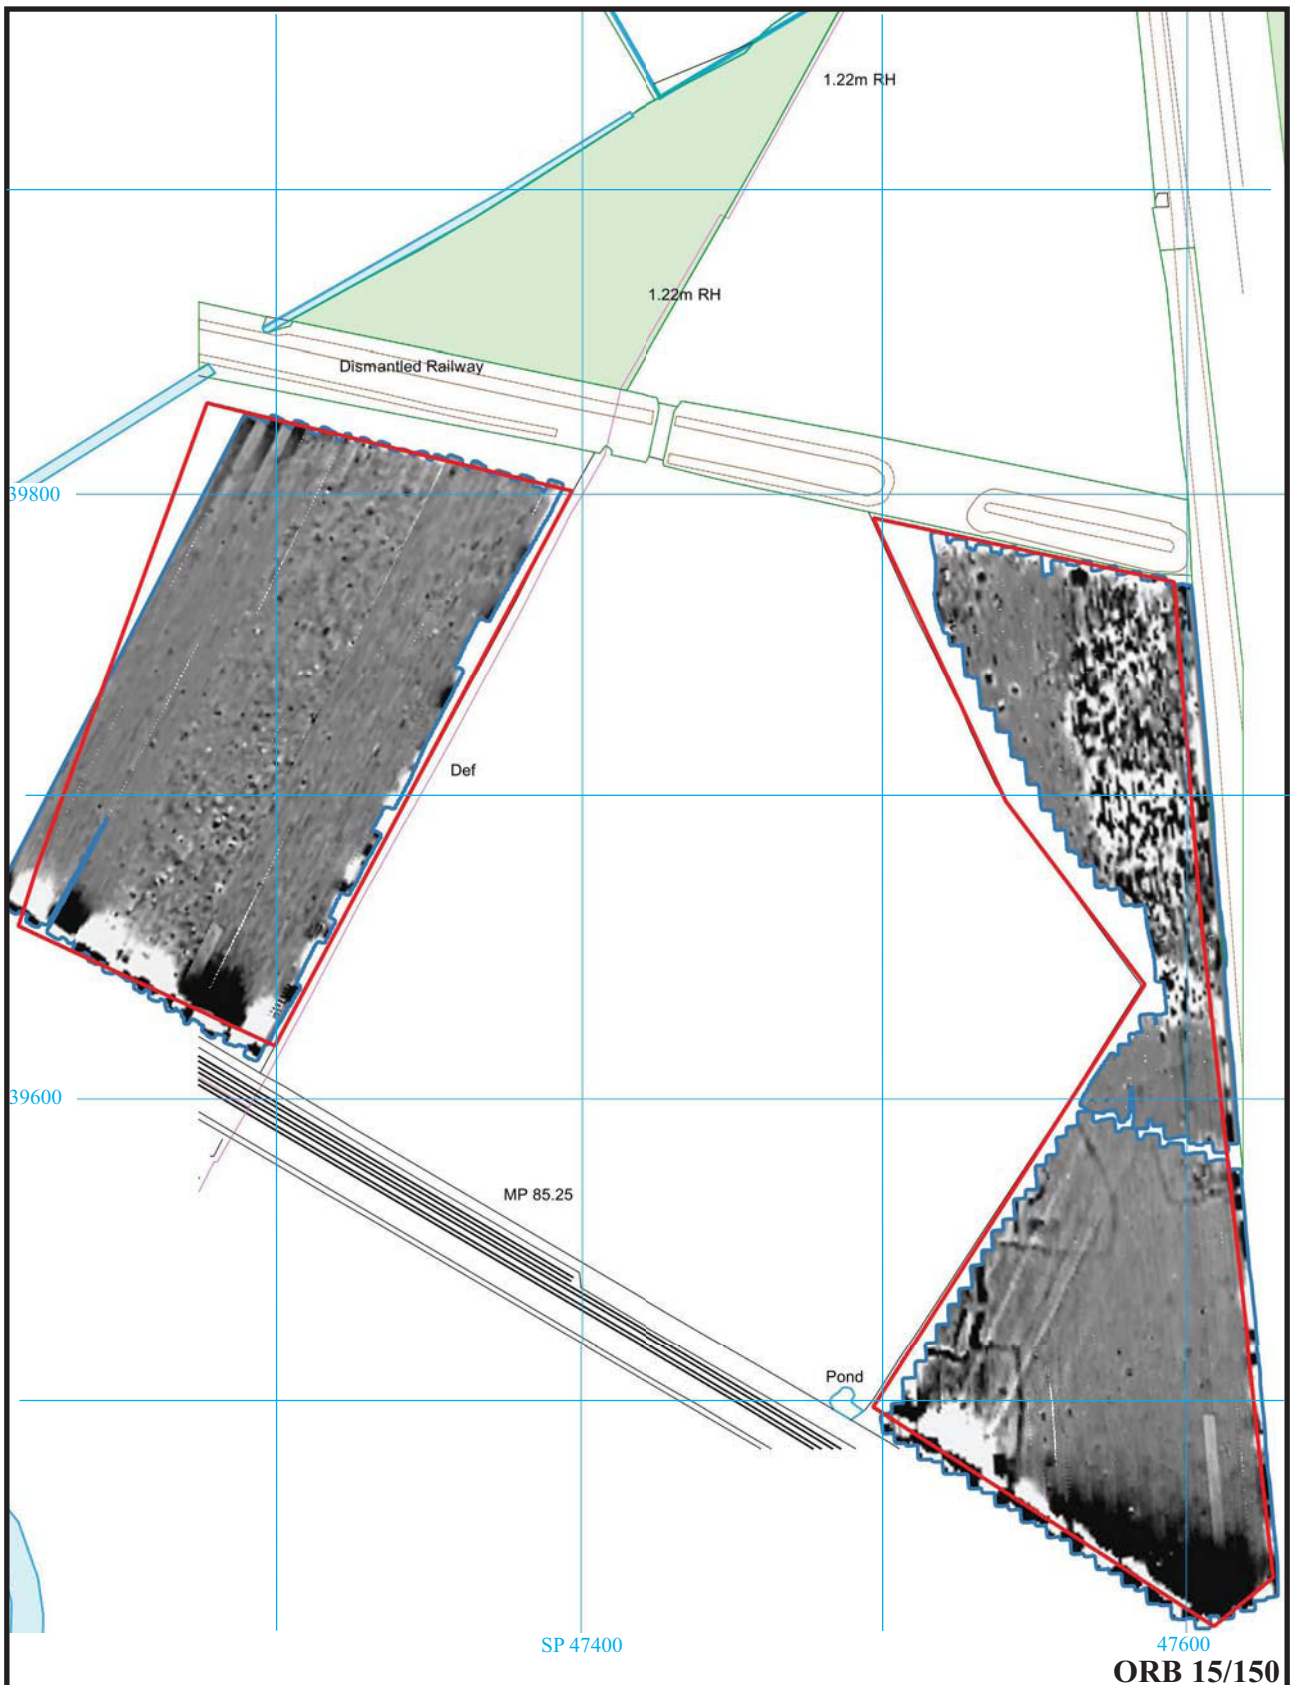 1.22m RH
1.22m RH
Dismantled Railway
39800
Def
39600
MP 85.25
Pond
SP 47400
47600
ORB 15/150